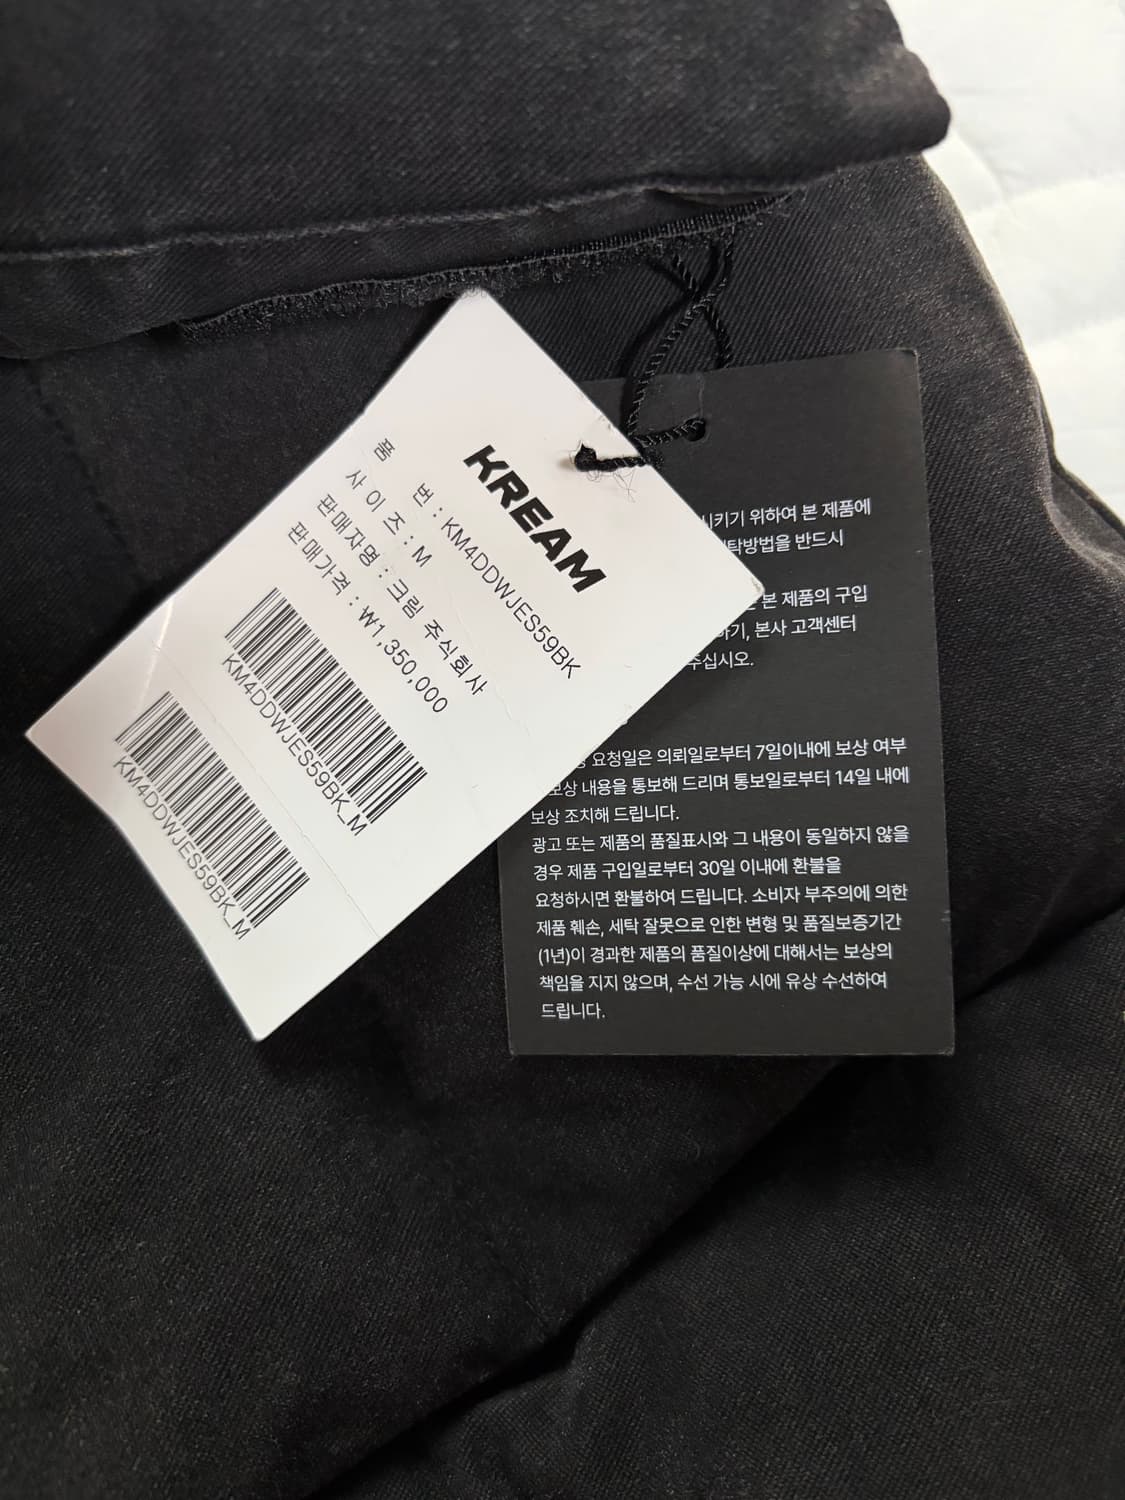 KREAM
품 번 : KM4DDWJES59BK
사 이 즈 : M
판매자명 : 크림 주식회사
판매가격 : ₩1,350,000
KM4DDWJES59BK_M
KM4DDWJES59BK_M
시키기 위하여 본 제품에
세탁방법을 반드시
본 제품의 구입
하기, 본사 고객센터
주십시오.
요청일은 의뢰일로부터 7일이내에 보상 여부
보상 내용을 통보해 드리며 통보일로부터 14일 내에
보상 조치해 드립니다.
광고 또는 제품의 품질표시와 그 내용이 동일하지 않을
경우 제품 구입일로부터 30일 이내에 환불을
요청하시면 환불하여 드립니다. 소비자 부주의에 의한
제품 훼손, 세탁 잘못으로 인한 변형 및 품질보증기간
(1년)이 경과한 제품의 품질이상에 대해서는 보상의
책임을 지지 않으며, 수선 가능 시에 유상 수선하여
드립니다.